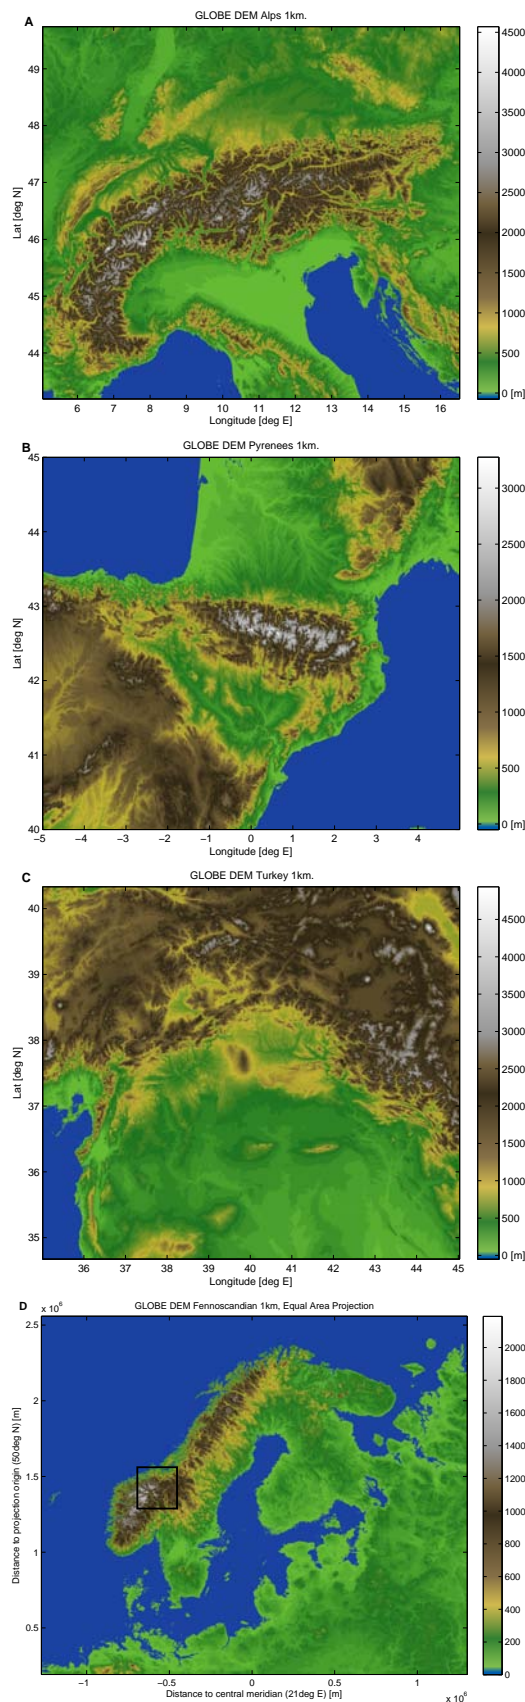 A
GLOBE DEM Alps 1km.
49
48
47
46
45
44
Lat [deg N]
6 7 8 9 10 11 12 13 14 15 16
Longitude [deg E]
4500
4000
3500
3000
2500
2000
1500
1000
500
0 [m]
B
GLOBE DEM Pyrenees 1km.
45
44
43
42
41
40
Lat [deg N]
−5 −4 −3 −2 −1 0 1 2 3 4
Longitude [deg E]
3000
2500
2000
1500
1000
500
0 [m]
C
GLOBE DEM Turkey 1km.
40
39
38
37
36
35
Lat [deg N]
36 37 38 39 40 41 42 43 44 45
Longitude [deg E]
4500
4000
3500
3000
2500
2000
1500
1000
500
0 [m]
D
x 10⁶
GLOBE DEM Fennoscandian 1km, Equal Area Projection
2.5
2
1.5
1
0.5
Distance to projection origin (50deg N) [m]
−1 −0.5 0 0.5 1
Distance to central meridian (21deg E) [m]
x 10⁶
2000
1800
1600
1400
1200
1000
800
600
400
200
0